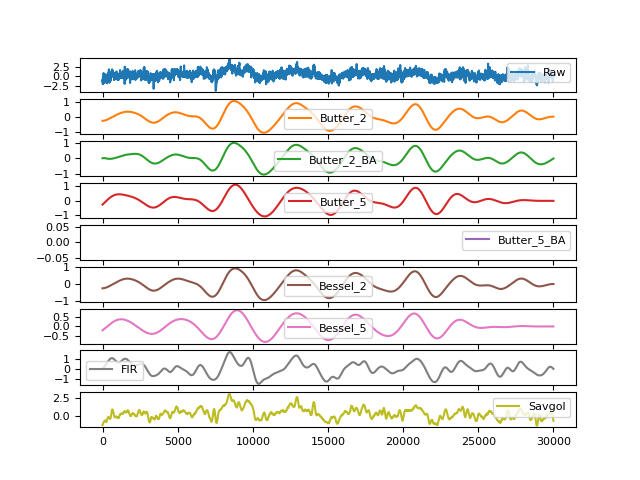 2.5
0.0
−2.5
Raw
1
0
−1
Butter_2
1
0
−1
Butter_2_BA
1
0
−1
Butter_5
0.05
0.00
−0.05
Butter_5_BA
1
0
−1
Bessel_2
0.5
0.0
−0.5
Bessel_5
1
0
−1
FIR
2.5
0.0
Savgol
0 5000 10000 15000 20000 25000 30000